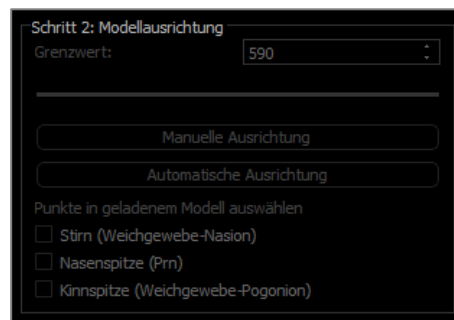 Schritt 2: Modellausrichtung
Grenzwert: 590
Manuelle Ausrichtung
Automatische Ausrichtung
Punkte in geladenem Modell auswählen
Stirn (Weichgewebe-Nasion)
Nasenspitze (Prn)
Kinnspitze (Weichgewebe-Pogonion)